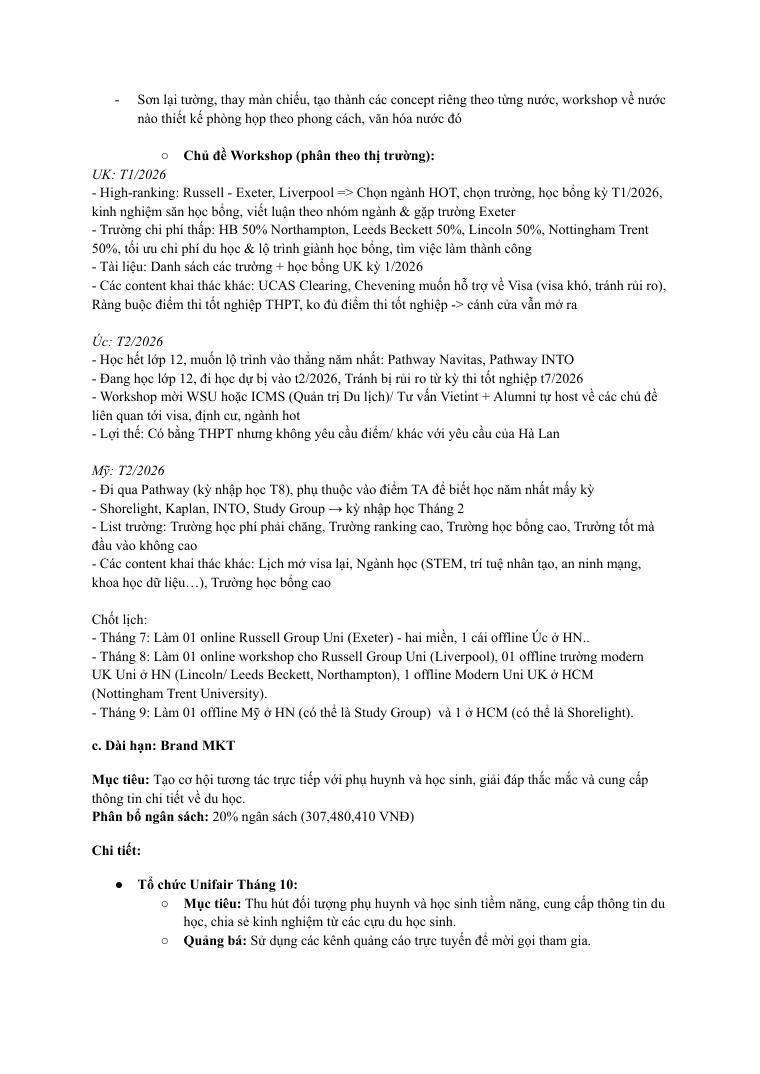 - Sơn lại tường, thay màn chiếu, tạo thành các concept riêng theo từng nước, workshop về nước
nào thiết kế phòng họp theo phong cách, văn hóa nước đó
○ Chủ đề Workshop (phân theo thị trường):
UK: T1/2026
- High-ranking: Russell - Exeter, Liverpool => Chọn ngành HOT, chọn trường, học bổng kỳ T1/2026,
kinh nghiệm săn học bổng, viết luận theo nhóm ngành & gặp trường Exeter
- Trường chi phí thấp: HB 50% Northampton, Leeds Beckett 50%, Lincoln 50%, Nottingham Trent
50%, tối ưu chi phí du học & lộ trình giành học bổng, tìm việc làm thành công
- Tài liệu: Danh sách các trường + học bổng UK kỳ 1/2026
- Các content khai thác khác: UCAS Clearing, Chevening muốn hỗ trợ về Visa (visa khó, tránh rủi ro),
Ràng buộc điểm thi tốt nghiệp THPT, ko đủ điểm thi tốt nghiệp -> cánh cửa vẫn mở ra
Úc: T2/2026
- Học hết lớp 12, muốn lộ trình vào thẳng năm nhất: Pathway Navitas, Pathway INTO
- Đang học lớp 12, đi học dự bị vào t2/2026, Tránh bị rủi ro từ kỳ thi tốt nghiệp t7/2026
- Workshop mời WSU hoặc ICMS (Quản trị Du lịch)/ Tư vấn Vietint + Alumni tự host về các chủ đề
liên quan tới visa, định cư, ngành hot
- Lợi thế: Có bằng THPT nhưng không yêu cầu điểm/ khác với yêu cầu của Hà Lan
Mỹ: T2/2026
- Đi qua Pathway (kỳ nhập học T8), phụ thuộc vào điểm TA để biết học năm nhất mấy kỳ
- Shorelight, Kaplan, INTO, Study Group → kỳ nhập học Tháng 2
- List trường: Trường học phí phải chăng, Trường ranking cao, Trường học bổng cao, Trường tốt mà
đầu vào không cao
- Các content khai thác khác: Lịch mở visa lại, Ngành học (STEM, trí tuệ nhân tạo, an ninh mạng,
khoa học dữ liệu…), Trường học bổng cao
Chốt lịch:
- Tháng 7: Làm 01 online Russell Group Uni (Exeter) - hai miền, 1 cái offline Úc ở HN..
- Tháng 8: Làm 01 online workshop cho Russell Group Uni (Liverpool), 01 offline trường modern
UK Uni ở HN (Lincoln/ Leeds Beckett, Northampton), 1 offline Modern Uni UK ở HCM
(Nottingham Trent University).
- Tháng 9: Làm 01 offline Mỹ ở HN (có thể là Study Group) và 1 ở HCM (có thể là Shorelight).
c. Dài hạn: Brand MKT
Mục tiêu: Tạo cơ hội tương tác trực tiếp với phụ huynh và học sinh, giải đáp thắc mắc và cung cấp
thông tin chi tiết về du học.
Phân bổ ngân sách: 20% ngân sách (307,480,410 VNĐ)
Chi tiết:
● Tổ chức Unifair Tháng 10:
○ Mục tiêu: Thu hút đối tượng phụ huynh và học sinh tiềm năng, cung cấp thông tin du
học, chia sẻ kinh nghiệm từ các cựu du học sinh.
○ Quảng bá: Sử dụng các kênh quảng cáo trực tuyến để mời gọi tham gia.